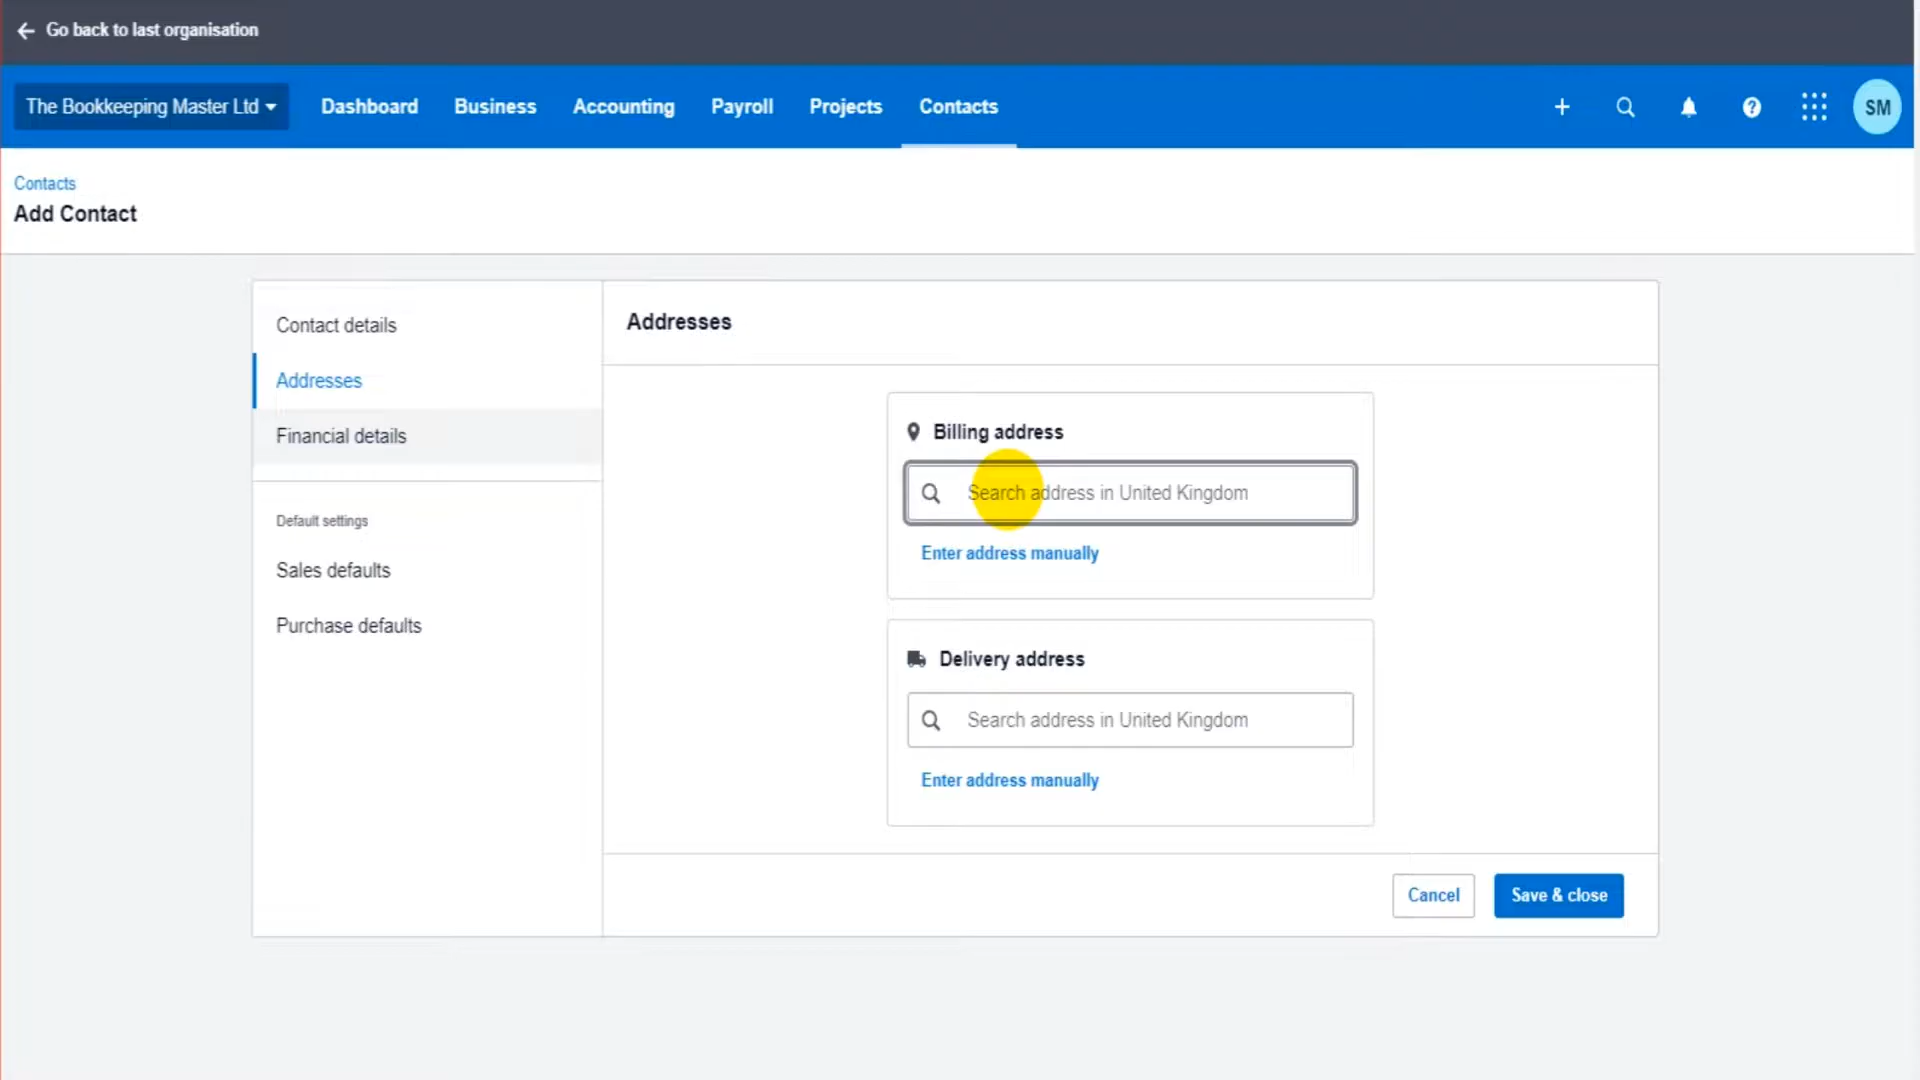 Go back to last organisation
The Bookkeeping Master Ltd Dashboard Business Accounting Payroll Projects Contacts SM
Contacts
Add Contact
Contact details
Addresses
Financial details
Default settings
Sales defaults
Purchase defaults
Addresses
Billing address
Search address in United Kingdom
Enter address manually
Delivery address
Search address in United Kingdom
Enter address manually
Cancel Save & close